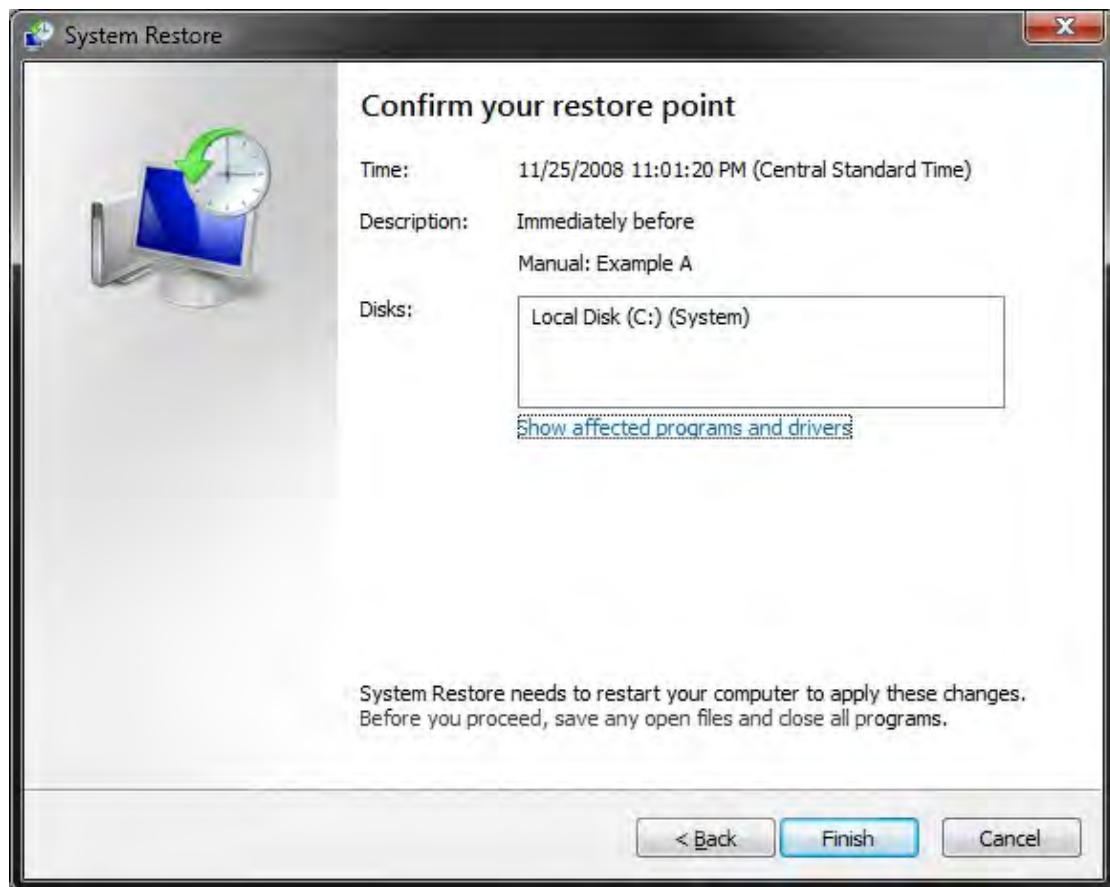 System Restore
Confirm your restore point
Time: 11/25/2008 11:01:20 PM (Central Standard Time)
Description: Immediately before
Manual: Example A
Disks: Local Disk (C:) (System)
Show affected programs and drivers
System Restore needs to restart your computer to apply these changes.
Before you proceed, save any open files and close all programs.
< Back Finish Cancel